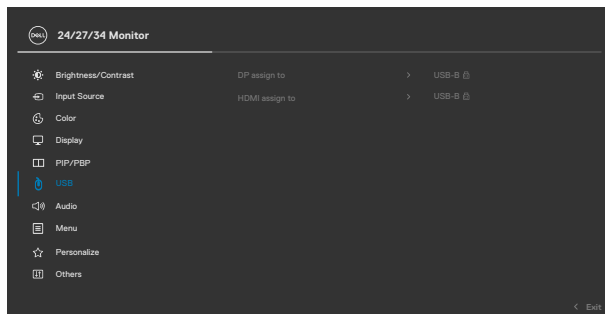 DELL 24/27/34 Monitor
Brightness/Contrast DP assign to > USB-B
Input Source HDMI assign to > USB-B
Color
Display
PIP/PBP
USB
Audio
Menu
Personalize
Others
< Exit